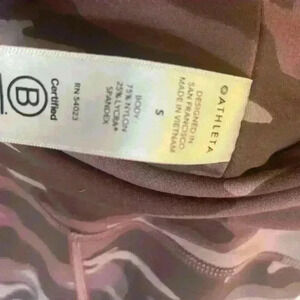 ATHLETA
DESIGNED IN
SAN FRANCISCO
MADE IN VIETNAM
S
BODY:
75% NYLON
25% LYCRA®
SPANDEX
RN 54023
Certified
B